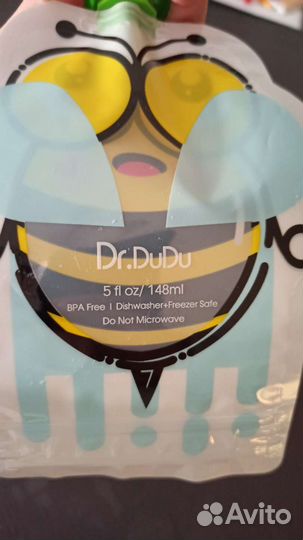 Dr.DuDu
5 fl oz/ 148ml
BPA Free | Dishwasher+Freezer Safe
Do Not Microwave
7
Avito